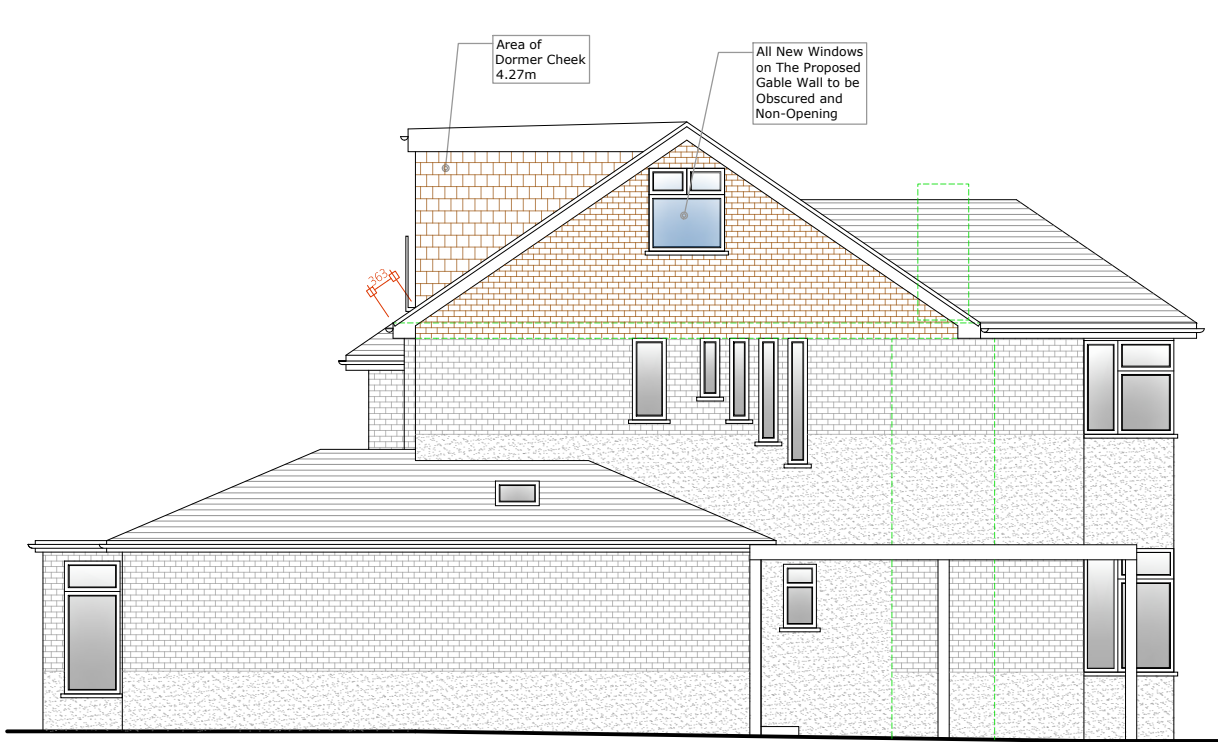 Area of
Dormer Cheek
4.27m
All New Windows
on The Proposed
Gable Wall to be
Obscured and
Non-Opening
363